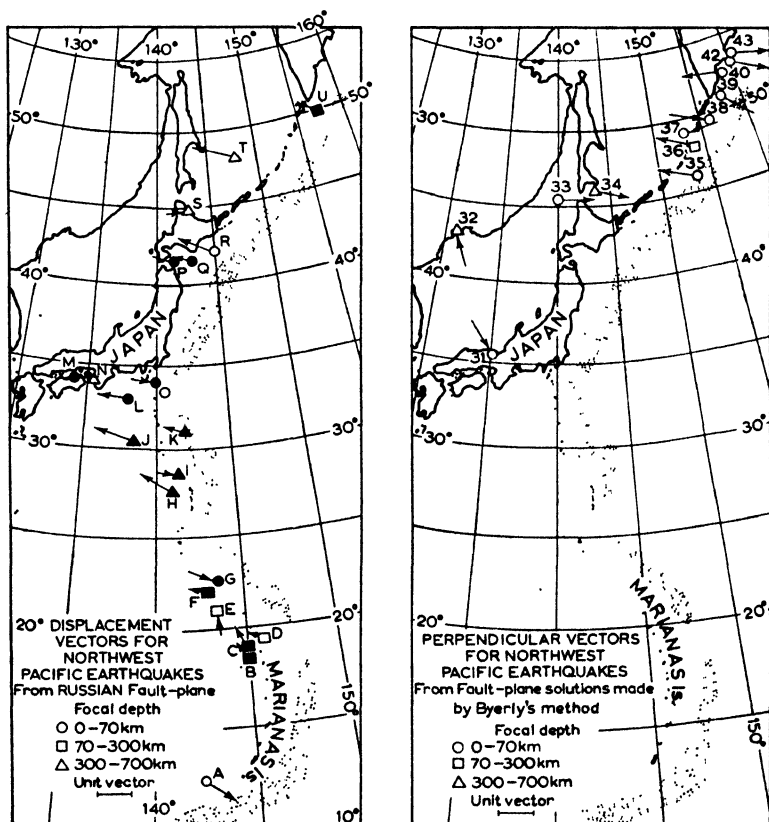 130°
140°
150°
160°
50°
U
50°
T
S
R
P
Q
40°
40°
JAPAN
M
N
O
L
J
K
30°
30°
I
H
G
F
E
20°
20°
D
C
B
MARIANAS Is.
150°
A
140°
10°
DISPLACEMENT
VECTORS FOR
NORTHWEST
PACIFIC EARTHQUAKES
From RUSSIAN Fault-plane
Focal depth
0-70km
70-300km
300-700km
Unit vector
130°
140°
150°
43
42
40
39
50°
38
37
36
35
50°
34
33
32
40°
40°
31
JAPAN
30°
30°
20°
20°
MARIANAS Is.
150°
PERPENDICULAR VECTORS
FOR NORTHWEST
PACIFIC EARTHQUAKES
From Fault-plane solutions made
by Byerly's method
Focal depth
0-70km
70-300km
300-700km
Unit vector